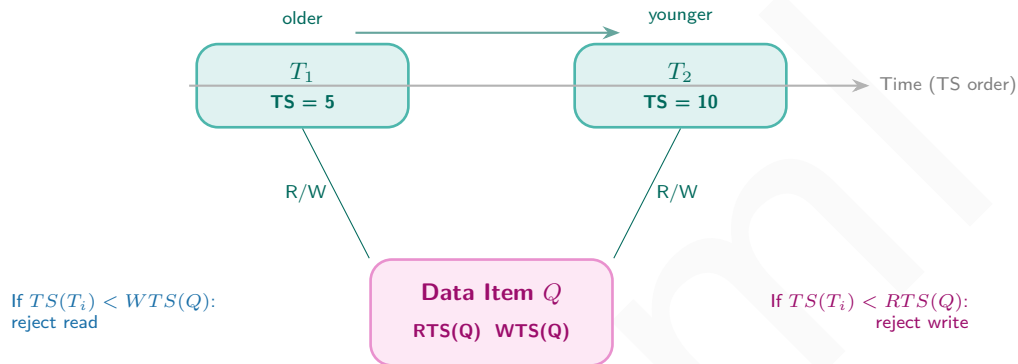 older
younger
T₁
TS = 5
T₂
TS = 10
Time (TS order)
R/W
R/W
Data Item Q
RTS(Q) WTS(Q)
If TS(Tᵢ) < WTS(Q):
reject read
If TS(Tᵢ) < RTS(Q):
reject write